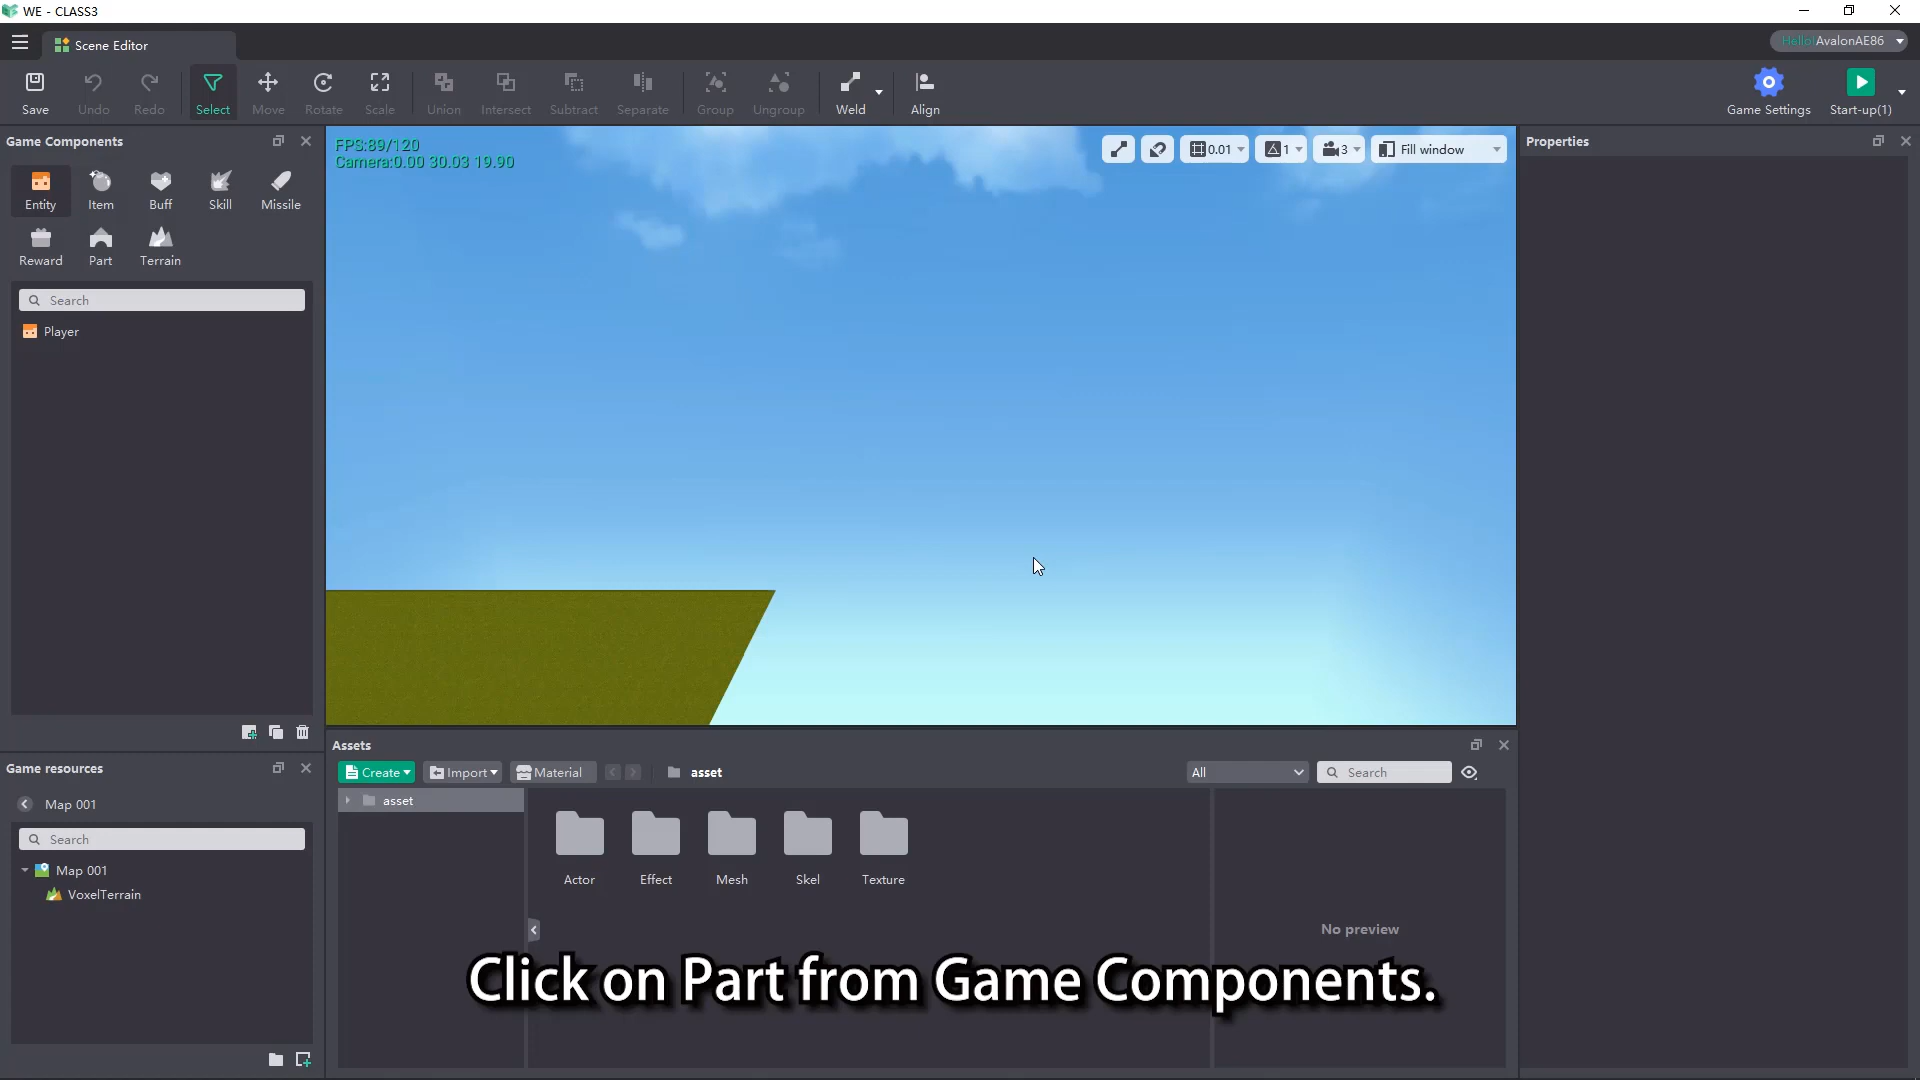 WE - CLASS3
Scene Editor
Hello! AvalonAE86
Save
Undo
Redo
Select
Move
Rotate
Scale
Union
Intersect
Subtract
Separate
Group
Ungroup
Weld
Align
Game Settings
Start-up(1)
Game Components
Entity
Item
Buff
Skill
Missile
Reward
Part
Terrain
Search
Player
FPS:89/120
Camera:0.00 30.03 19.90
0.01
1
3
Fill window
Properties
Game resources
Map 001
Search
Map 001
VoxelTerrain
Assets
Create
Import
Material
asset
All
Search
asset
Actor
Effect
Mesh
Skel
Texture
No preview
Click on Part from Game Components.